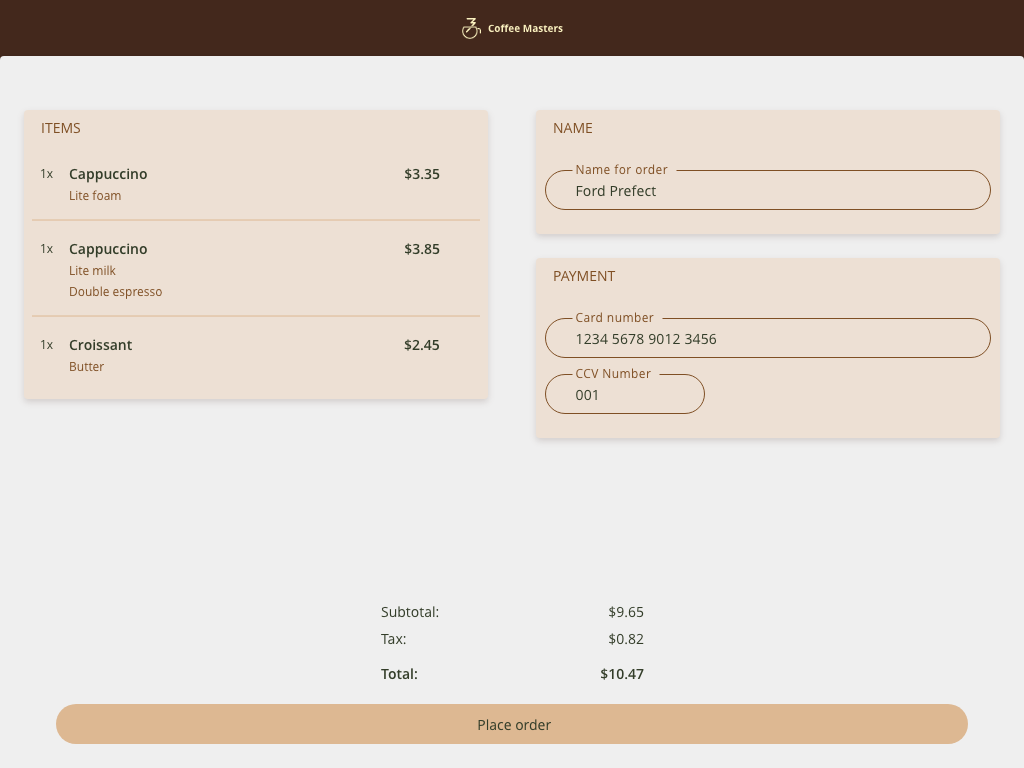 Coffee Masters
ITEMS
1x Cappuccino $3.35
Lite foam
1x Cappuccino $3.85
Lite milk
Double espresso
1x Croissant $2.45
Butter
NAME
Name for order
Ford Prefect
PAYMENT
Card number
1234 5678 9012 3456
CCV Number
001
Subtotal: $9.65
Tax: $0.82
Total: $10.47
Place order